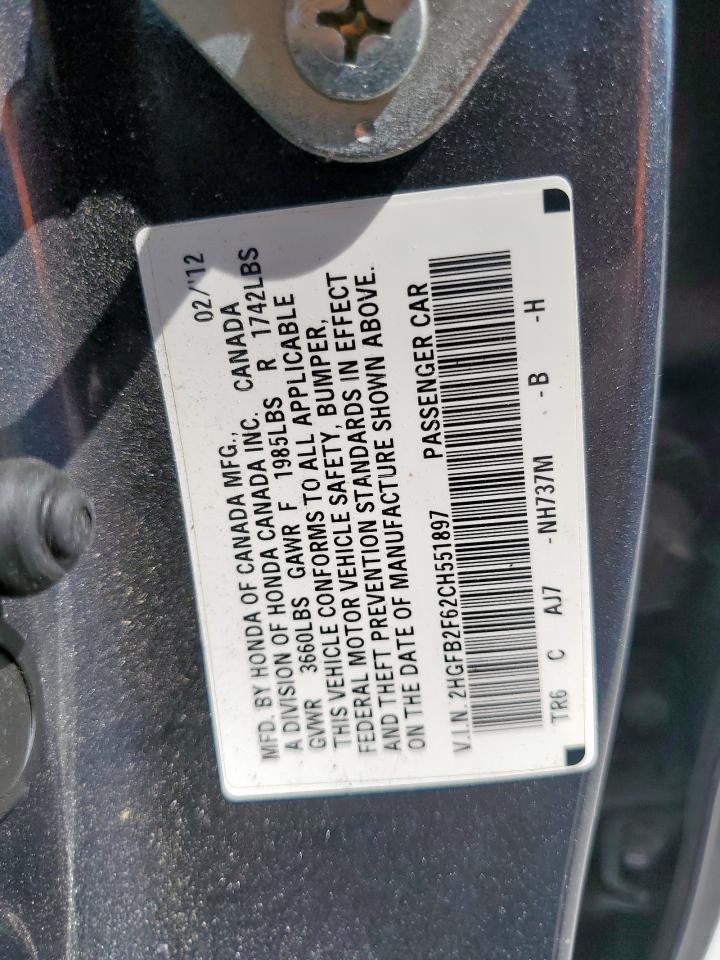 MFD. BY HONDA OF CANADA MFG., CANADA 02/'12
A DIVISION OF HONDA CANADA INC.
GVWR 3660LBS GAWR F 1985LBS R 1742LBS
THIS VEHICLE CONFORMS TO ALL APPLICABLE
FEDERAL MOTOR VEHICLE SAFETY, BUMPER,
AND THEFT PREVENTION STANDARDS IN EFFECT
ON THE DATE OF MANUFACTURE SHOWN ABOVE.
V.I.N. 2HGFB2F62CH551897 PASSENGER CAR
TR6 C AJ7 -NH737M -B -H